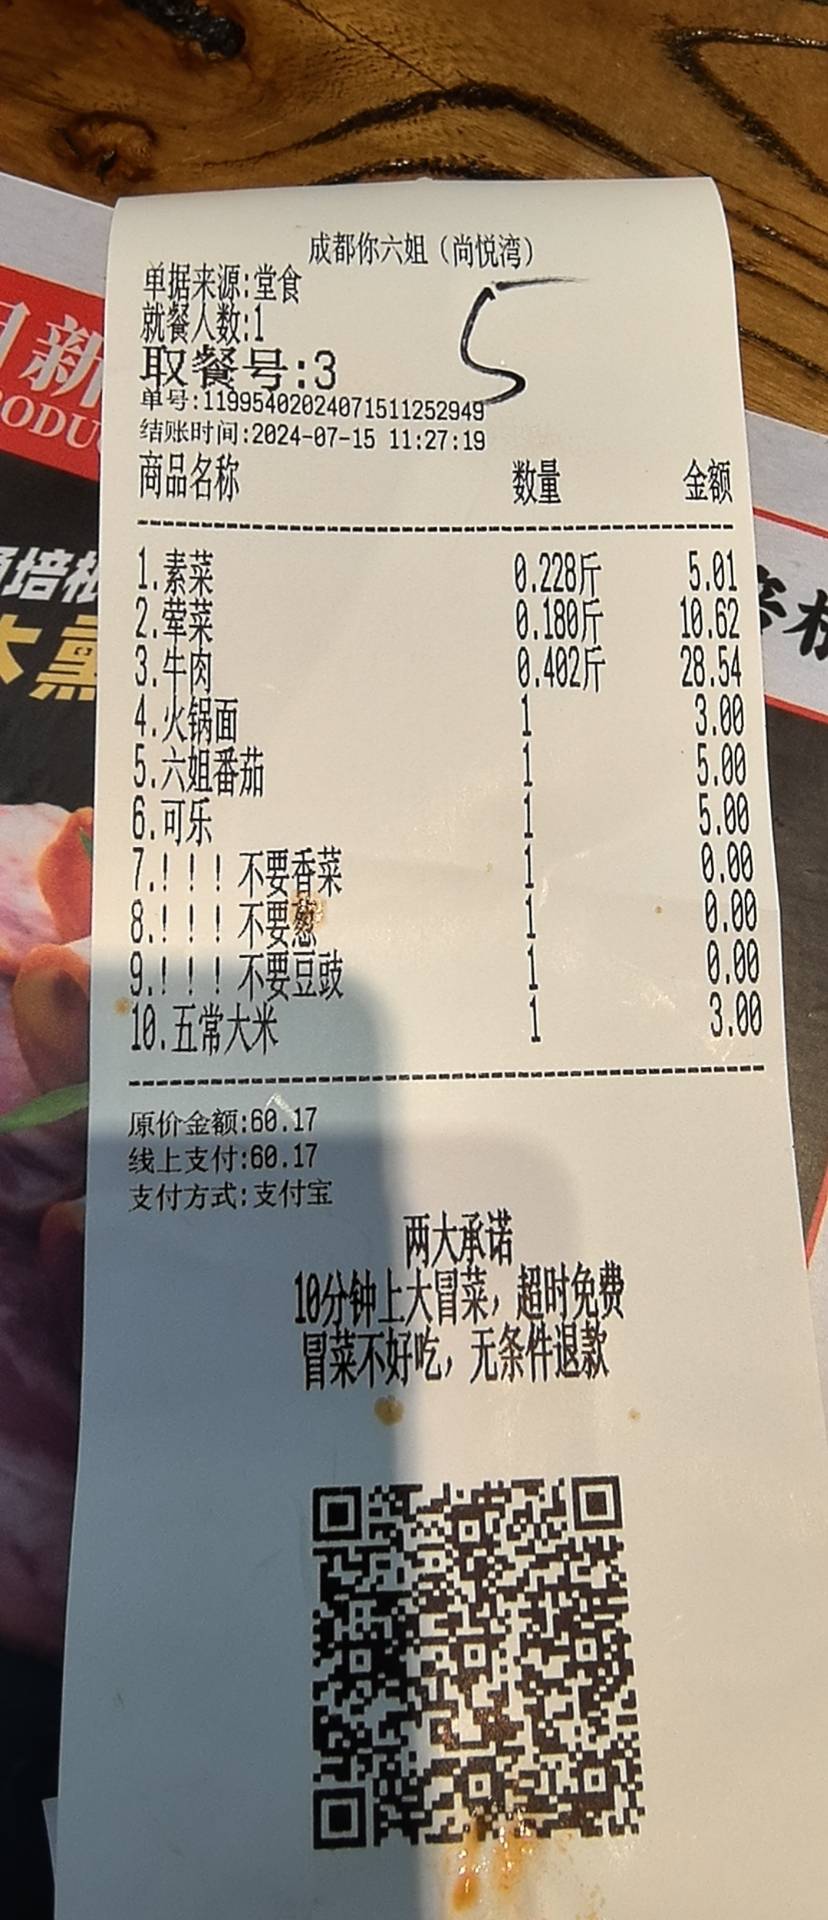 成都你六姐（尚悦湾）
单据来源:堂食
就餐人数:1
5
取餐号:3
单号:11995402024071511252949
结账时间:2024-07-15 11:27:19
商品名称 数量 金额
1.素菜 0.228斤 5.01
2.荤菜 0.180斤 10.62
3.牛肉 0.402斤 28.54
4.火锅面 1 3.00
5.六姐番茄 1 5.00
6.可乐 1 5.00
7.！！！不要香菜 1 0.00
8.！！！不要葱 1 0.00
9.！！！不要豆豉 1 0.00
10.五常大米 1 3.00
原价金额:60.17
线上支付:60.17
支付方式:支付宝
两大承诺
10分钟上大冒菜，超时免费
冒菜不好吃，无条件退款
新
ODU
培根
大熏